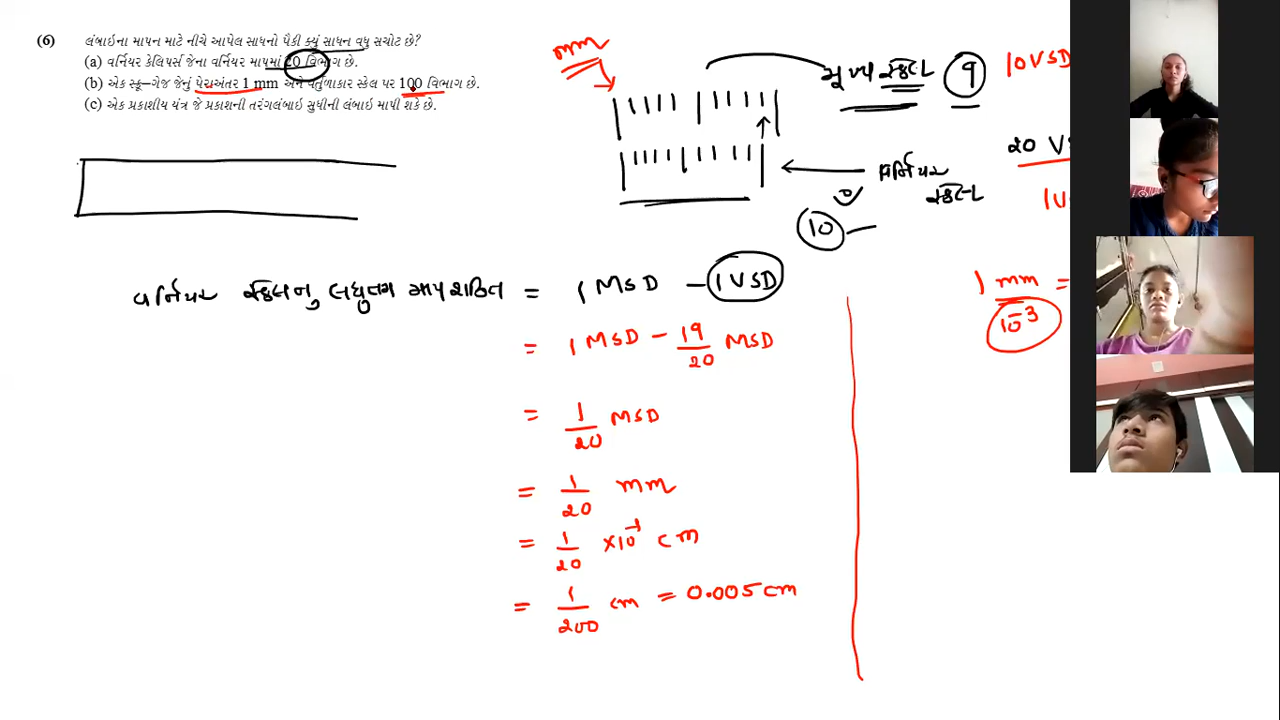 (6) લંબાઈના માપન માટે નીચે આપેલ સાધનો પૈકી ક્યું સાધન વધુ સચોટ છે?
(a) વર્નિયર કેલિપર્સ જેના વર્નિયર માપમાં 20 વિભાગ છે.
(b) એક સ્ક્રૂ–ગેજ જેનું પેચઅંતર 1 mm અને વર્તુળાકાર સ્કેલ પર 100 વિભાગ છે.
(c) એક પ્રકાશીય યંત્ર જે પ્રકાશની તરંગલંબાઈ સુધીની લંબાઈ માપી શકે છે.
mm
મુખ્ય સ્કેલ 9
10 VSD
20 V
1 V
વર્નિયર
સ્કેલ
10 –
1 mm =
10⁻³
વર્નિયર સ્કેલનુ લઘુતમ માપશક્તિ = 1 MSD – 1 VSD
= 1 MSD – 19/20 MSD
= 1/20 MSD
= 1/20 mm
= 1/20 ×10⁻¹ cm
= 1/200 cm = 0.005 cm